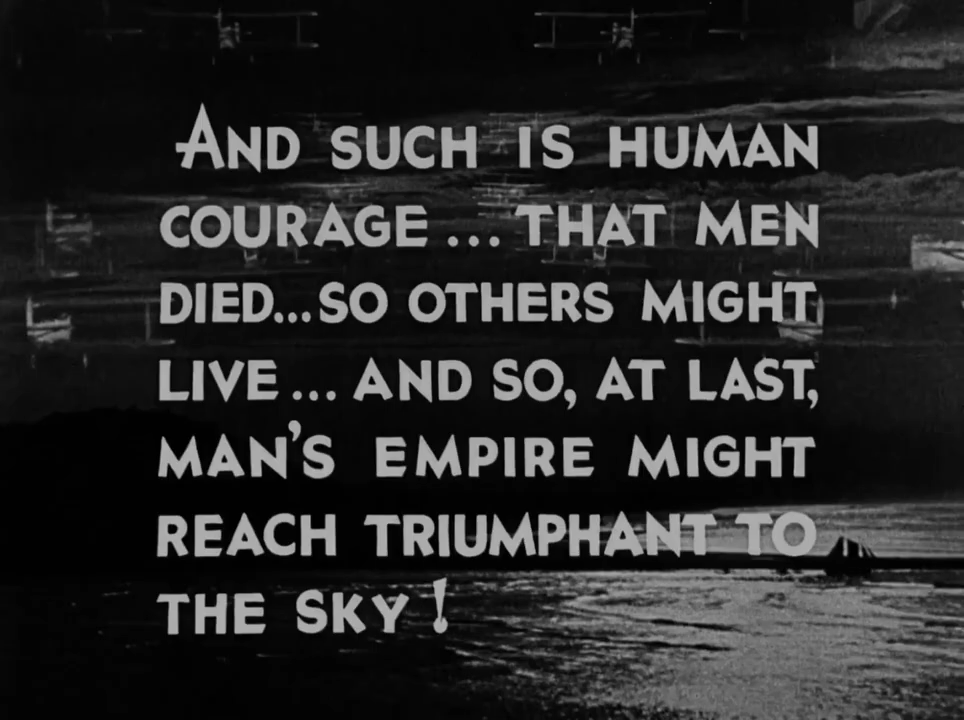 AND SUCH IS HUMAN
COURAGE... THAT MEN
DIED...SO OTHERS MIGHT
LIVE... AND SO, AT LAST,
MAN'S EMPIRE MIGHT
REACH TRIUMPHANT TO
THE SKY!